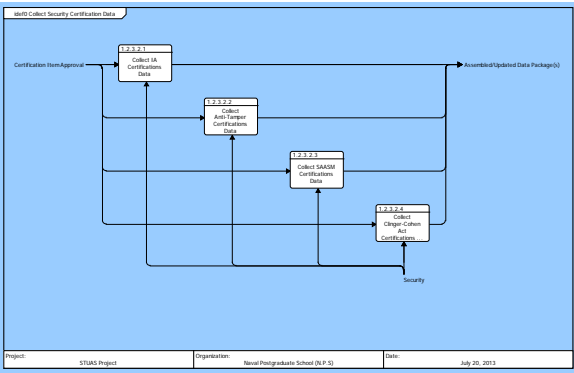 idef0 Collect Security Certification Data
1.2.3.2.1
Collect IA
Certifications
Data
Certification Item Approval
Assembled/Updated Data Package(s)
1.2.3.2.2
Collect
Anti-Tamper
Certifications
Data
1.2.3.2.3
Collect SAASM
Certifications
Data
1.2.3.2.4
Collect
Clinger-Cohen
Act
Certifications ...
Security
Project:
STUAS Project
Organization:
Naval Postgraduate School (N.P.S)
Date:
July 20, 2013